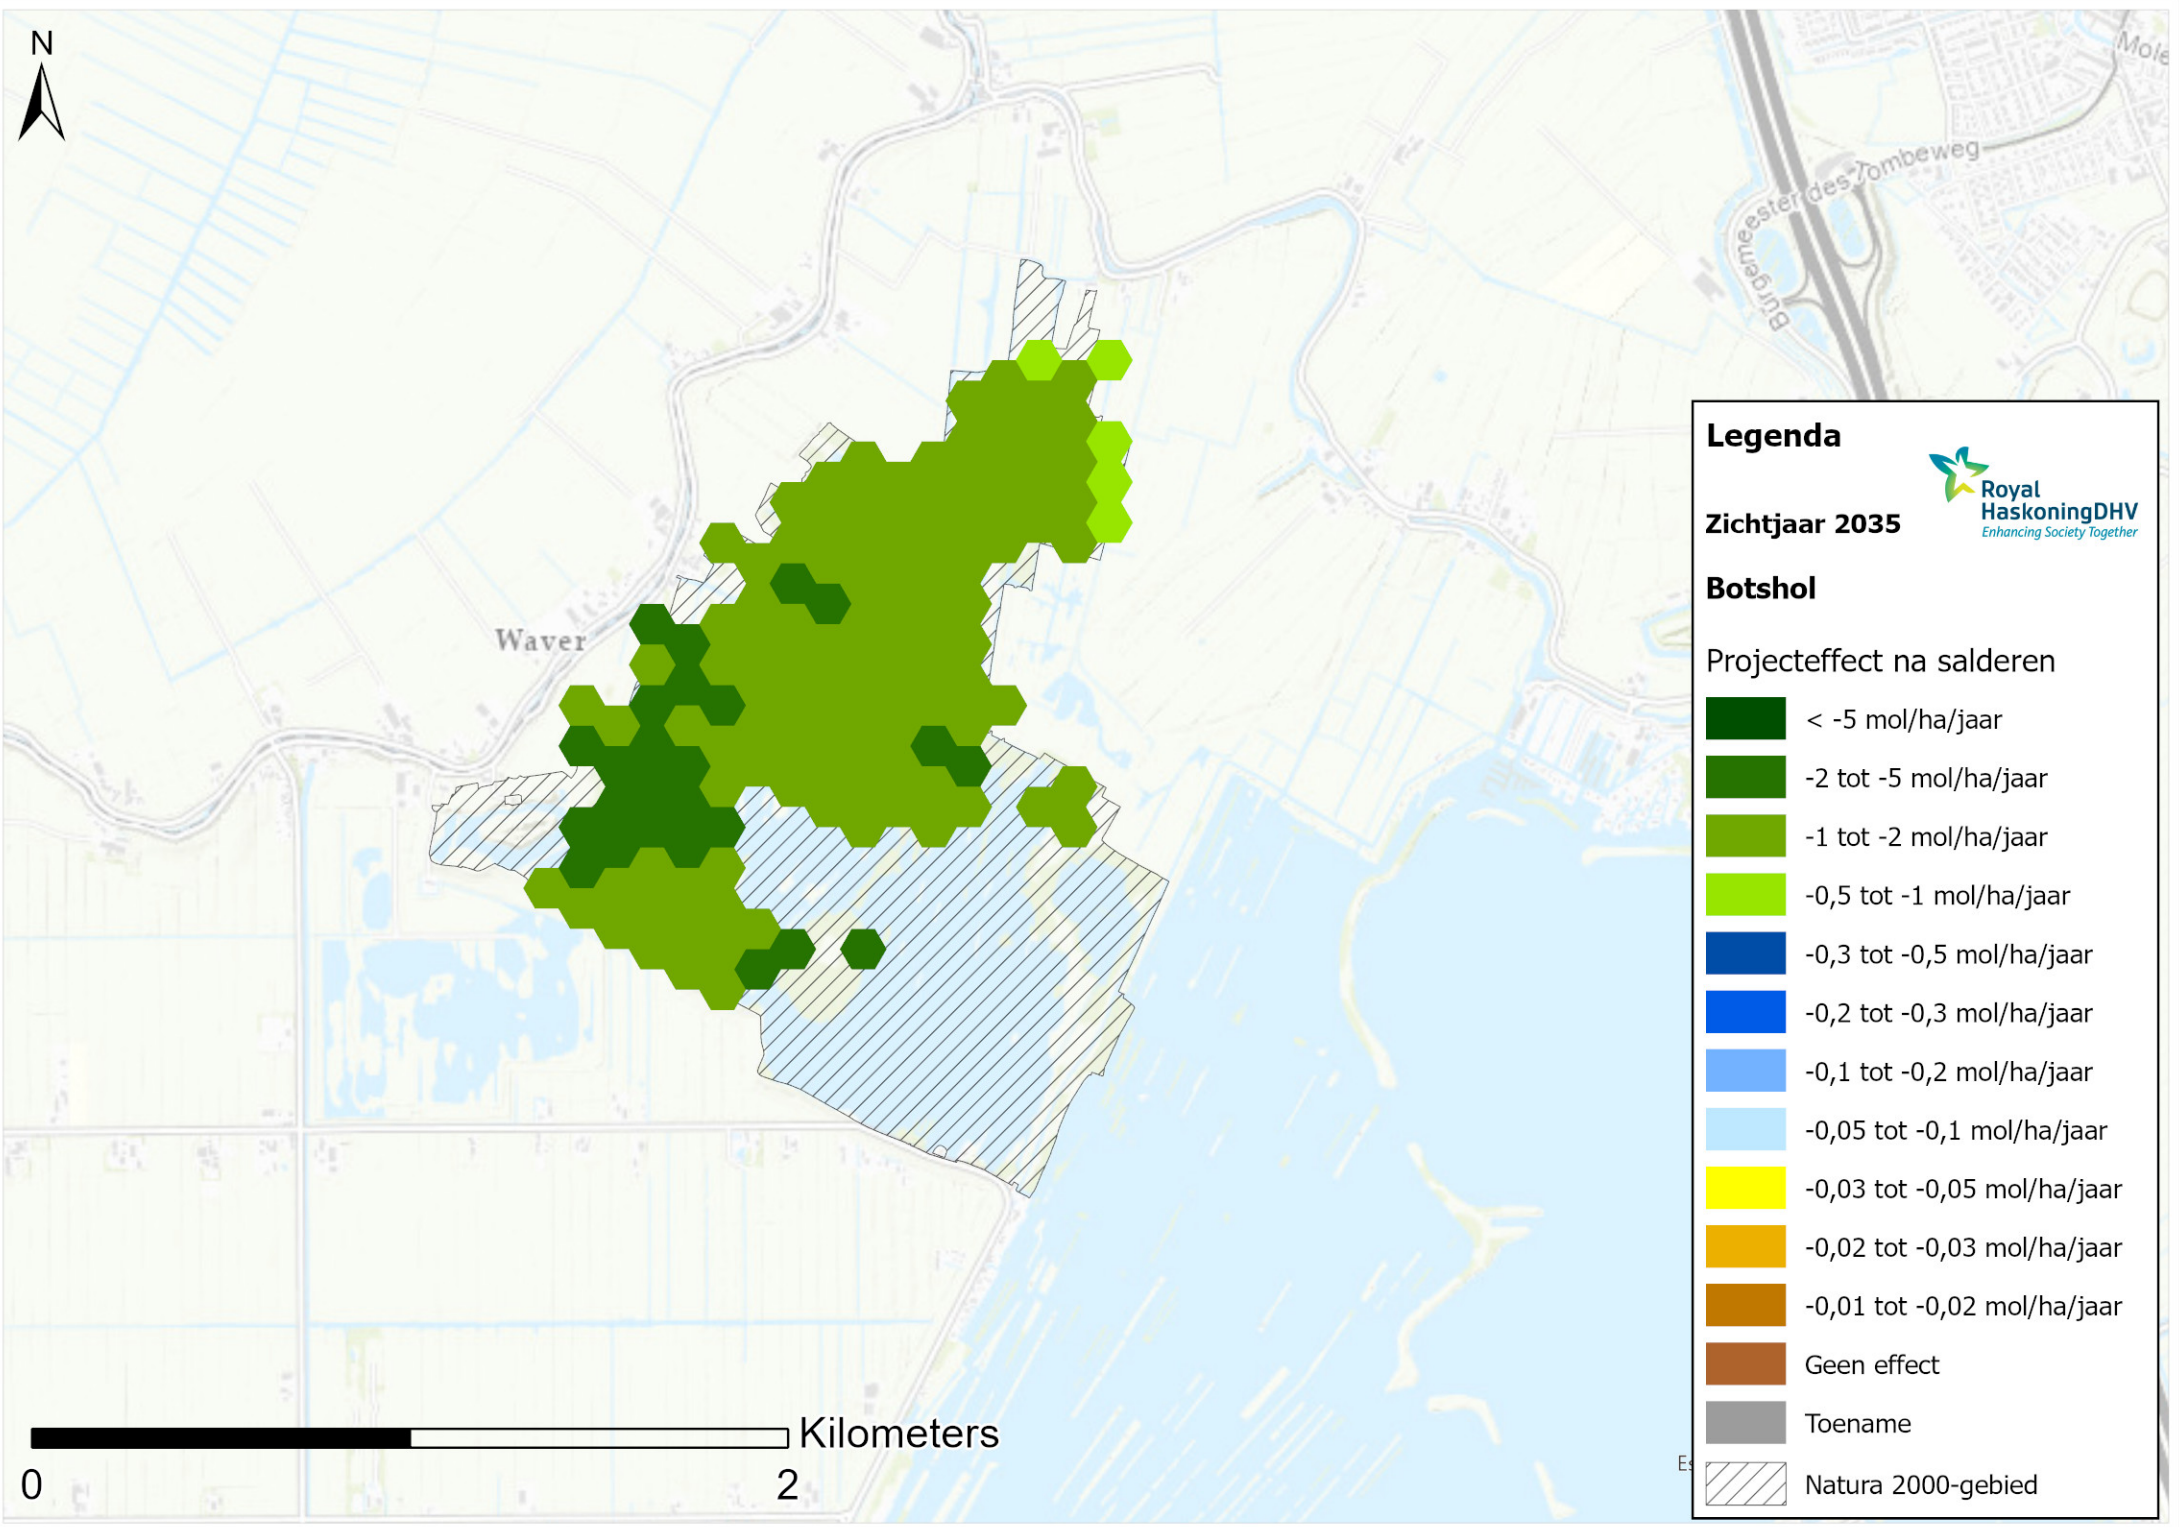 N
Mole
Burgemeester des Tombeweg
Waver
Legenda
Royal
HaskoningDHV
Enhancing Society Together
Zichtjaar 2035
Botshol
Projecteffect na salderen
< -5 mol/ha/jaar
-2 tot -5 mol/ha/jaar
-1 tot -2 mol/ha/jaar
-0,5 tot -1 mol/ha/jaar
-0,3 tot -0,5 mol/ha/jaar
-0,2 tot -0,3 mol/ha/jaar
-0,1 tot -0,2 mol/ha/jaar
-0,05 tot -0,1 mol/ha/jaar
-0,03 tot -0,05 mol/ha/jaar
-0,02 tot -0,03 mol/ha/jaar
-0,01 tot -0,02 mol/ha/jaar
Geen effect
Toename
Natura 2000-gebied
Kilometers
0 2
Es